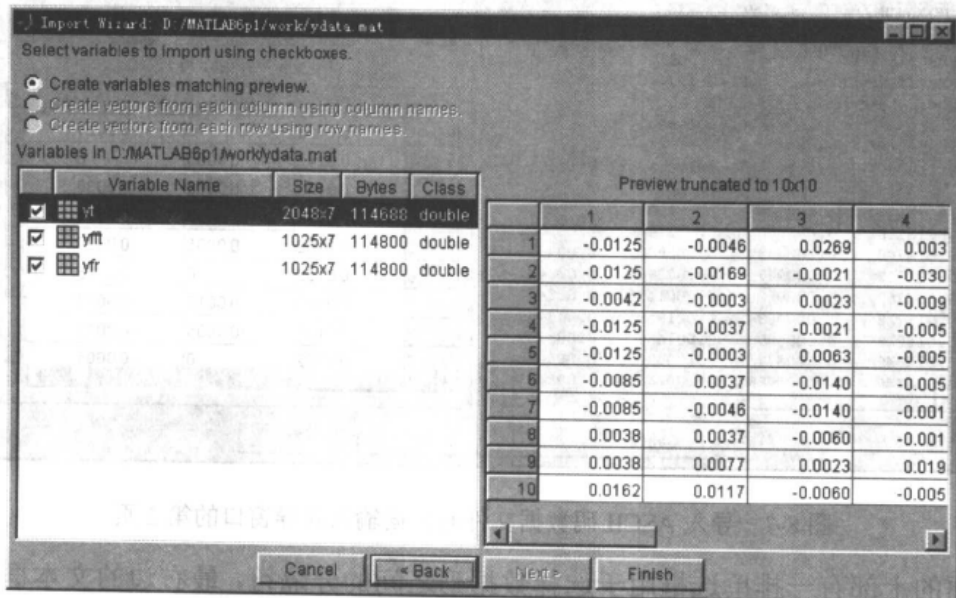 Import Wizard: D:/MATLAB6p1/work/ydata.mat
Select variables to import using checkboxes.
Create variables matching preview.
Create vectors from each column using column names.
Create vectors from each row using row names.
Variables in D:/MATLAB6p1/work/ydata.mat
Variable Name Size Bytes Class
yt 2048x7 114688 double
yfft 1025x7 114800 double
yfr 1025x7 114800 double
Preview truncated to 10x10
1 2 3 4
1 -0.0125 -0.0046 0.0269 0.003
2 -0.0125 -0.0169 -0.0021 -0.030
3 -0.0042 -0.0003 0.0023 -0.009
4 -0.0125 0.0037 -0.0021 -0.005
5 -0.0125 -0.0003 0.0063 -0.005
6 -0.0085 0.0037 -0.0140 -0.005
7 -0.0085 -0.0046 -0.0140 -0.001
8 0.0038 0.0037 -0.0060 -0.001
9 0.0038 0.0077 0.0023 0.019
10 0.0162 0.0117 -0.0060 -0.005
Cancel < Back Next > Finish